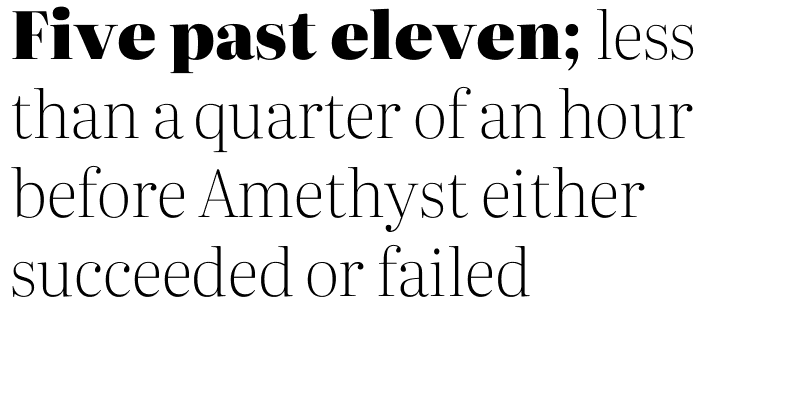 Five past eleven; less
than a quarter of an hour
before Amethyst either
succeeded or failed